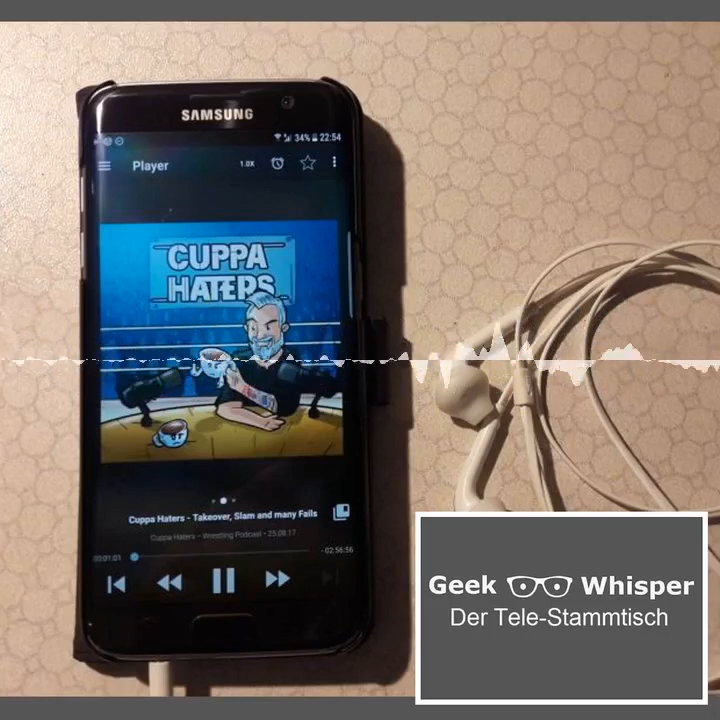 SAMSUNG
34% 22:54
Player
1.0X
CUPPA
HATERS
Cuppa Haters - Takeover, Slam and many Fails
Cuppa Haters – Wrestling Podcast • 25.08.17
00:01:01
- 02:56:56
Geek Whisper
Der Tele-Stammtisch